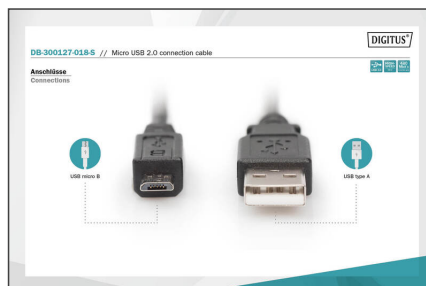 DIGITUS®
DB-300127-018-S // Micro USB 2.0 connection cable
Anschlüsse
Connections
USB micro B
USB type A